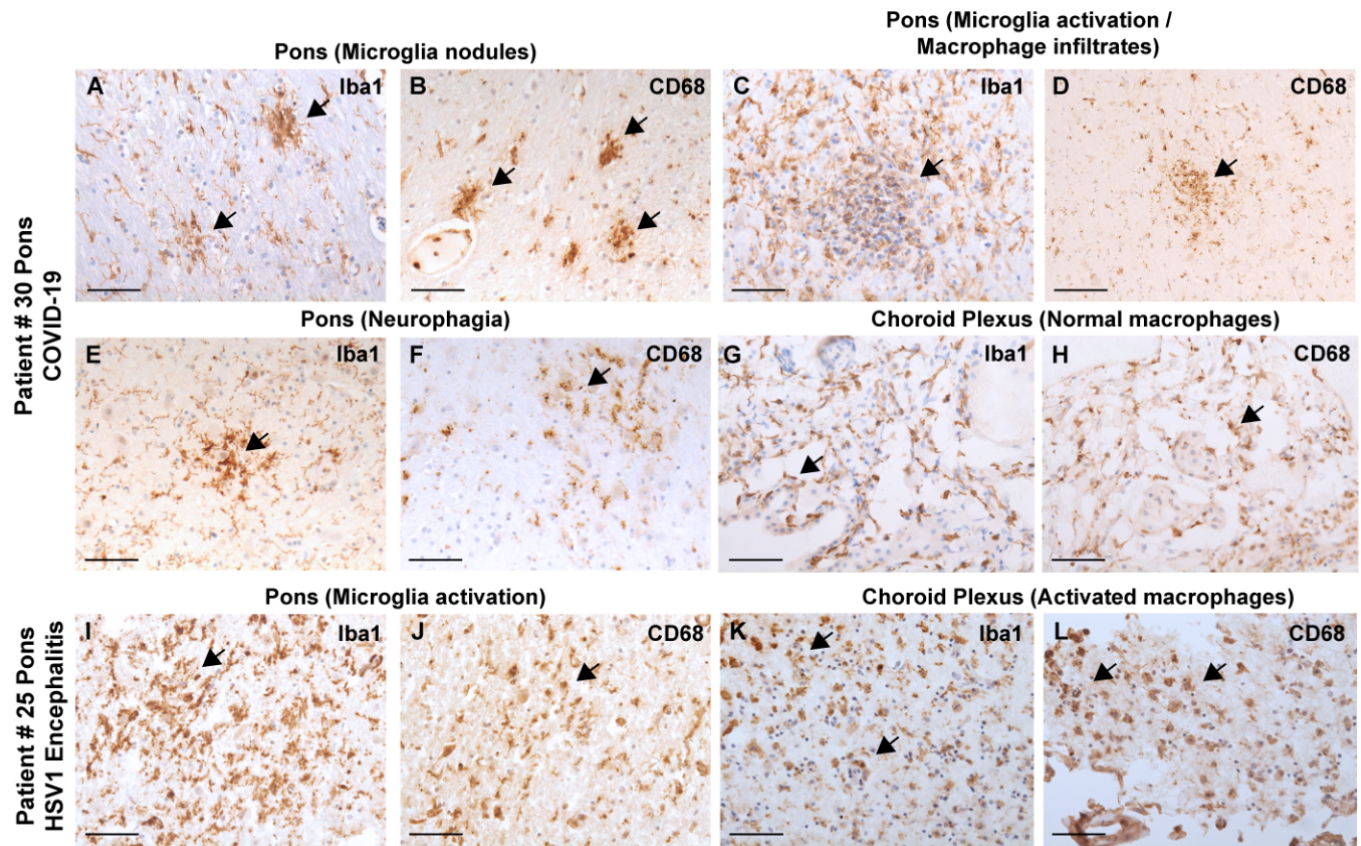 Pons (Microglia nodules)
Pons (Microglia activation /
Macrophage infiltrates)
A
Iba1
B
CD68
C
Iba1
D
CD68
Patient # 30 Pons
COVID-19
Pons (Neurophagia)
Choroid Plexus (Normal macrophages)
E
Iba1
F
CD68
G
Iba1
H
CD68
Pons (Microglia activation)
Choroid Plexus (Activated macrophages)
I
Iba1
J
CD68
K
Iba1
L
CD68
Patient # 25 Pons
HSV1 Encephalitis